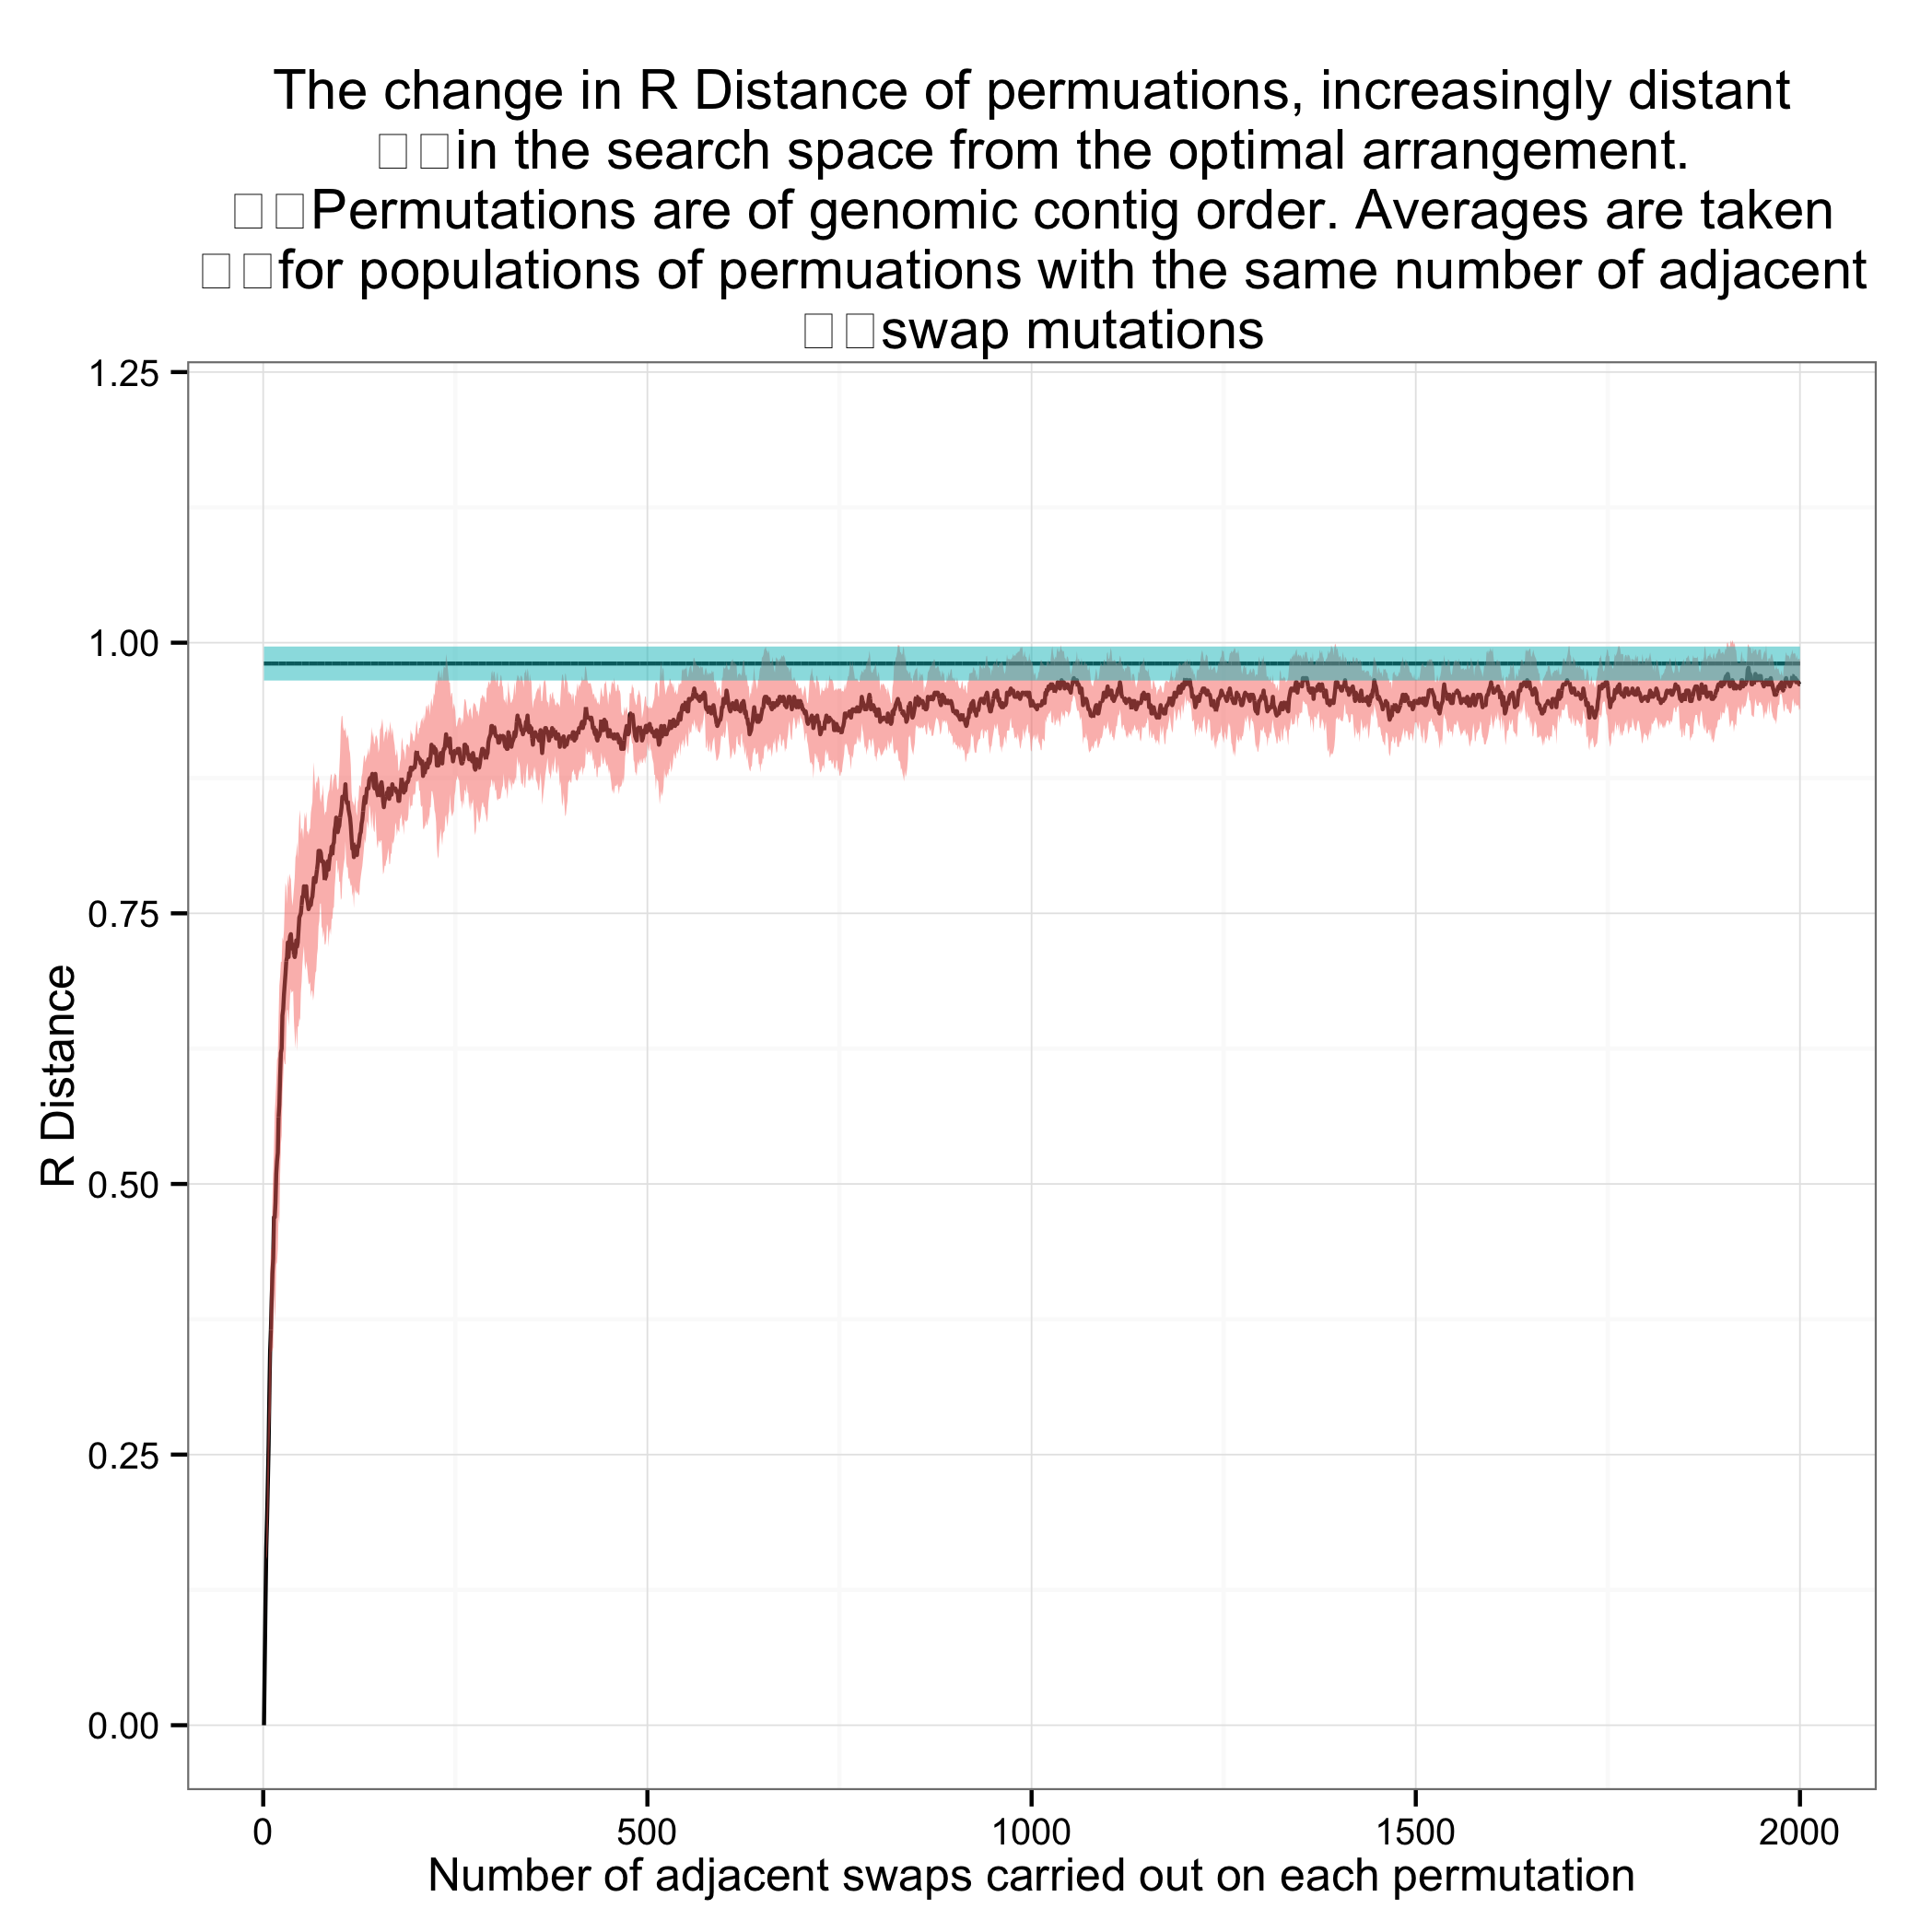 The change in R Distance of permuations, increasingly distant
□□in the search space from the optimal arrangement.
□□Permutations are of genomic contig order. Averages are taken
□□for populations of permuations with the same number of adjacent
□□swap mutations
1.25
1.00
0.75
0.50
0.25
0.00
R Distance
0 500 1000 1500 2000
Number of adjacent swaps carried out on each permutation